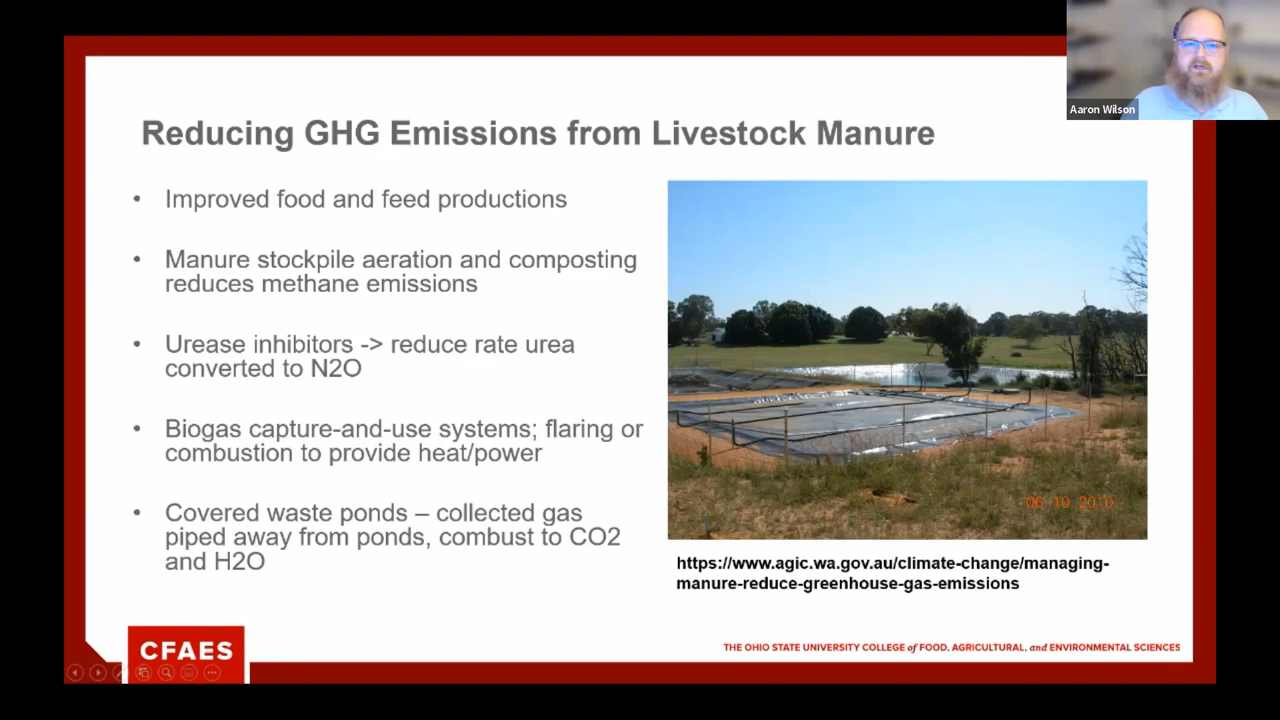 Aaron Wilson
Reducing GHG Emissions from Livestock Manure
• Improved food and feed productions
• Manure stockpile aeration and composting
reduces methane emissions
• Urease inhibitors -> reduce rate urea
converted to N2O
• Biogas capture-and-use systems; flaring or
combustion to provide heat/power
• Covered waste ponds – collected gas
piped away from ponds, combust to CO2
and H2O
06 10 2010
https://www.agic.wa.gov.au/climate-change/managing-
manure-reduce-greenhouse-gas-emissions
CFAES
THE OHIO STATE UNIVERSITY COLLEGE of FOOD, AGRICULTURAL, and ENVIRONMENTAL SCIENCES